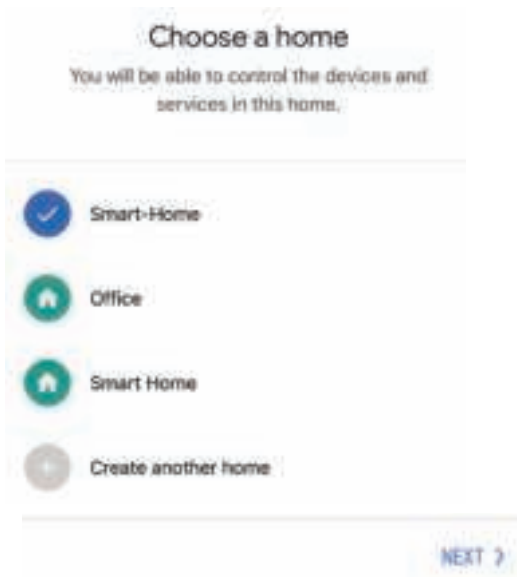 Choose a home
You will be able to control the devices and
services in this home.
Smart-Home
Office
Smart Home
Create another home
NEXT >